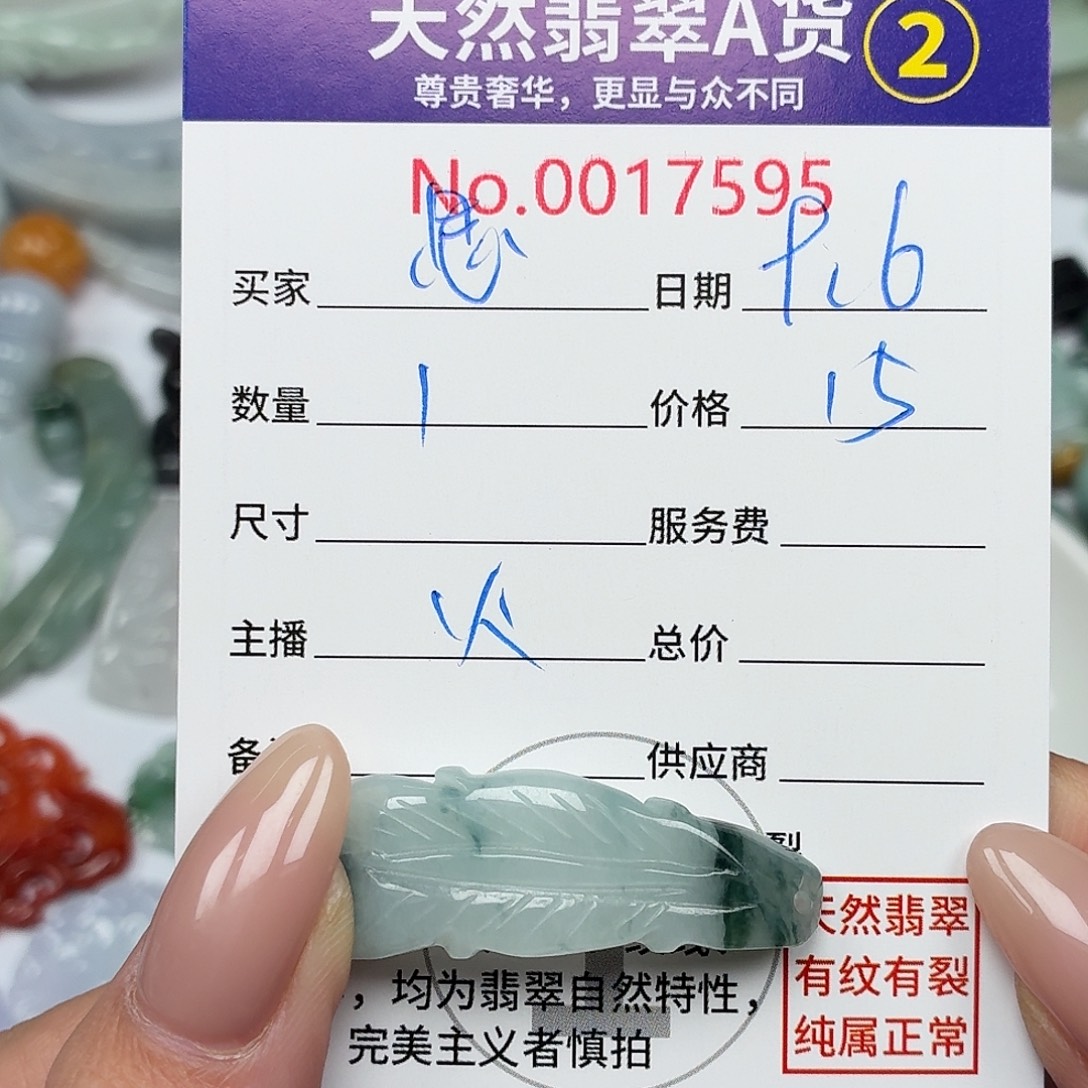 天然翡翠A货 2
尊贵奢华，更显与众不同
No.0017595
买家 日期
数量 1 价格 15
尺寸 服务费
主播 火 总价
供应商
裂
，均为翡翠自然特性，
完美主义者慎拍
天然翡翠
有纹有裂
纯属正常